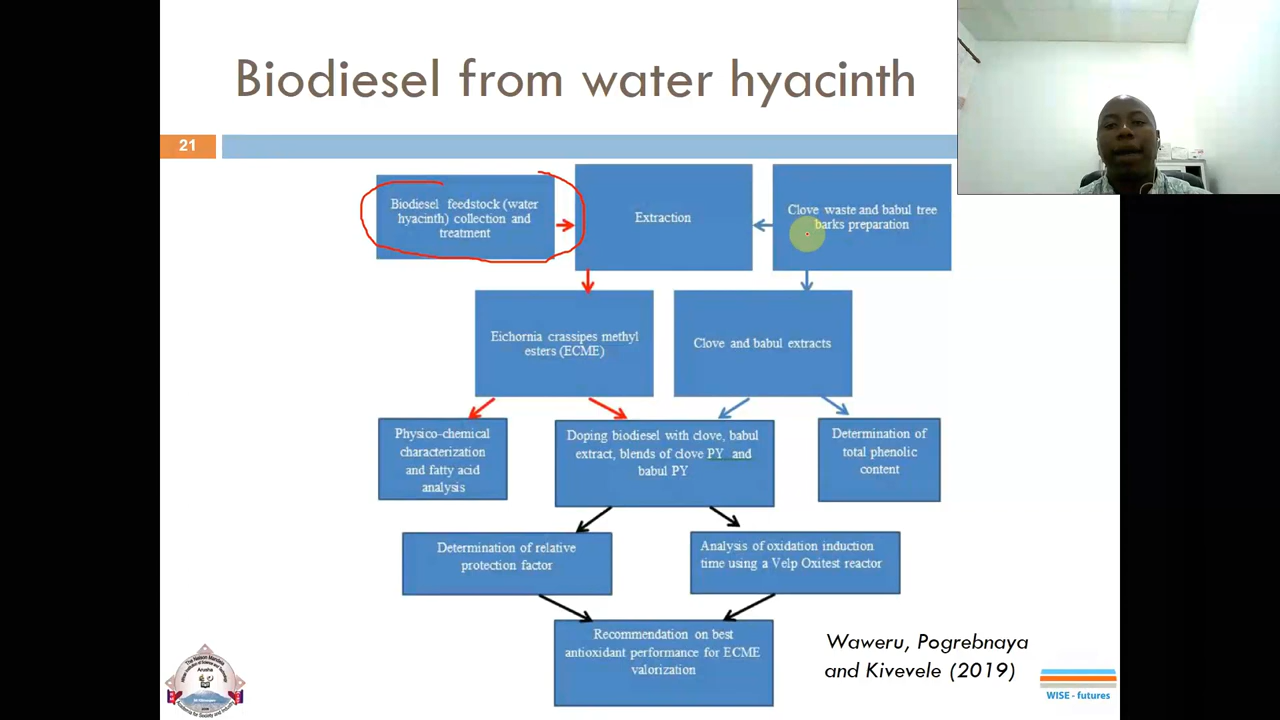 Biodiesel from water hyacinth
21
Biodiesel feedstock (water
hyacinth) collection and
treatment
Extraction
Clove waste and babul tree
barks preparation
Eichornia crassipes methyl
esters (ECME)
Clove and babul extracts
Physico-chemical
characterization
and fatty acid
analysis
Doping biodiesel with clove, babul
extract, blends of clove PY and
babul PY
Determination of
total phenolic
content
Determination of relative
protection factor
Analysis of oxidation induction
time using a Velp Oxitest reactor
Recommendation on best
antioxidant performance for ECME
valorization
Waweru, Pogrebnaya
and Kivevele (2019)
The Nelson Mandela
Arusha
WISE - futures